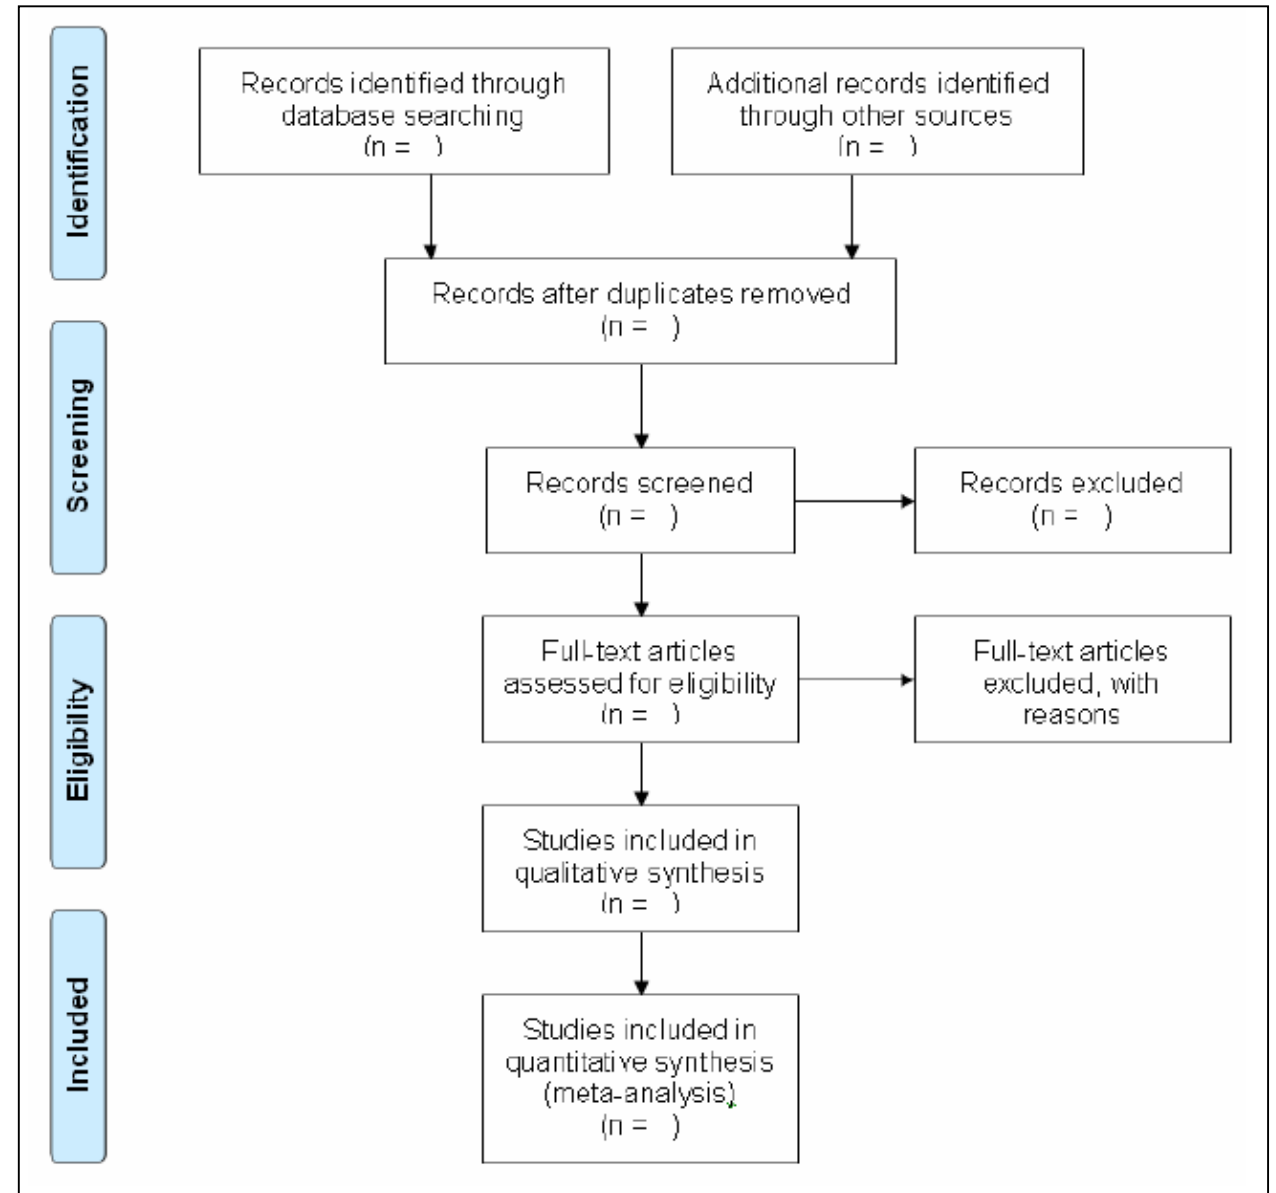 Identification
Records identified through
database searching
(n = )
Additional records identified
through other sources
(n = )
Records after duplicates removed
(n = )
Screening
Records screened
(n = )
Records excluded
(n = )
Eligibility
Full-text articles
assessed for eligibility
(n = )
Full-text articles
excluded, with
reasons
Studies included in
qualitative synthesis
(n = )
Included
Studies included in
quantitative synthesis
(meta-analysis)
(n = )